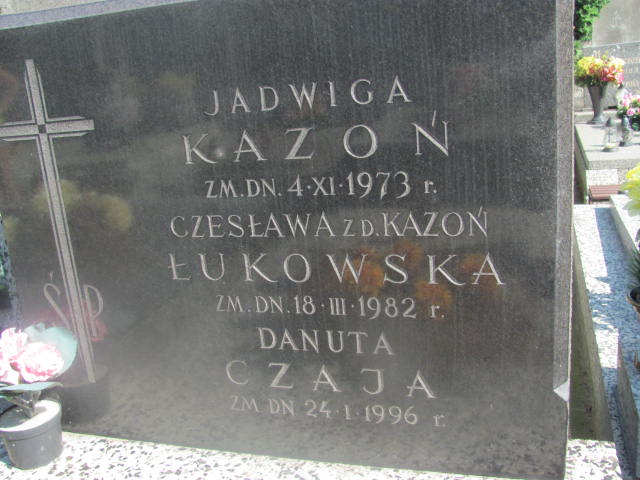 JADWIGA
KAZOŃ
ZM. DN. 4·XI·1973 r.
CZESŁAWA Z D. KAZOŃ
ŁUKOWSKA
ZM. DN. 18·III·1982 r.
DANUTA
CZAJA
ZM DN 24·I·1996 r.
ŚP